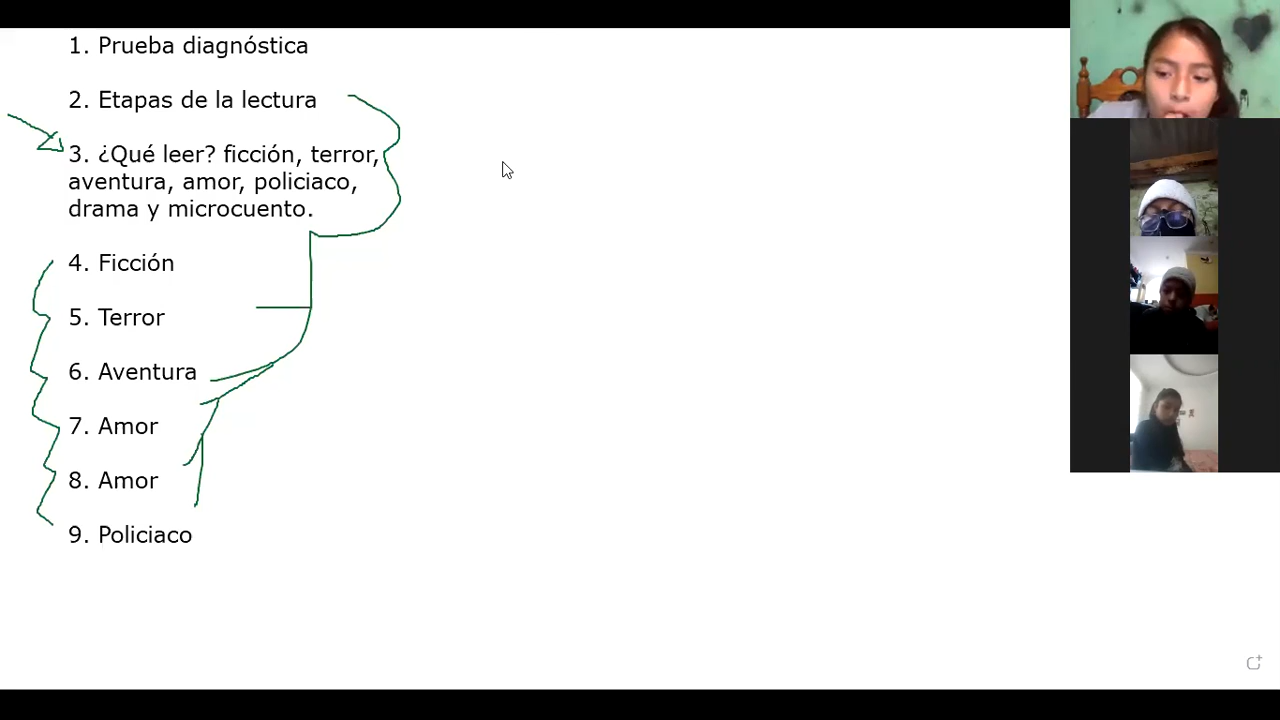 1. Prueba diagnóstica
2. Etapas de la lectura
3. ¿Qué leer? ficción, terror,
aventura, amor, policiaco,
drama y microcuento.
4. Ficción
5. Terror
6. Aventura
7. Amor
8. Amor
9. Policiaco